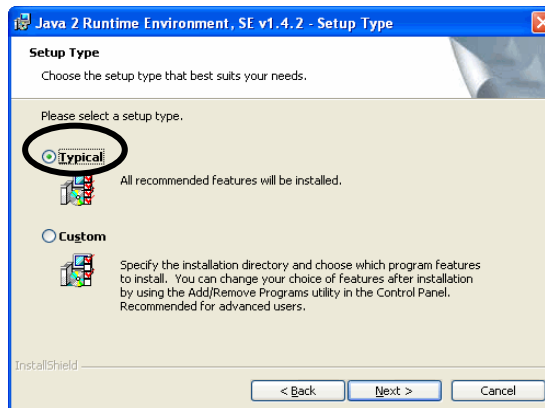 Java 2 Runtime Environment, SE v1.4.2 - Setup Type
Setup Type
Choose the setup type that best suits your needs.
Please select a setup type.
Typical
All recommended features will be installed.
Custom
Specify the installation directory and choose which program features
to install. You can change your choice of features after installation
by using the Add/Remove Programs utility in the Control Panel.
Recommended for advanced users.
InstallShield
< Back Next > Cancel